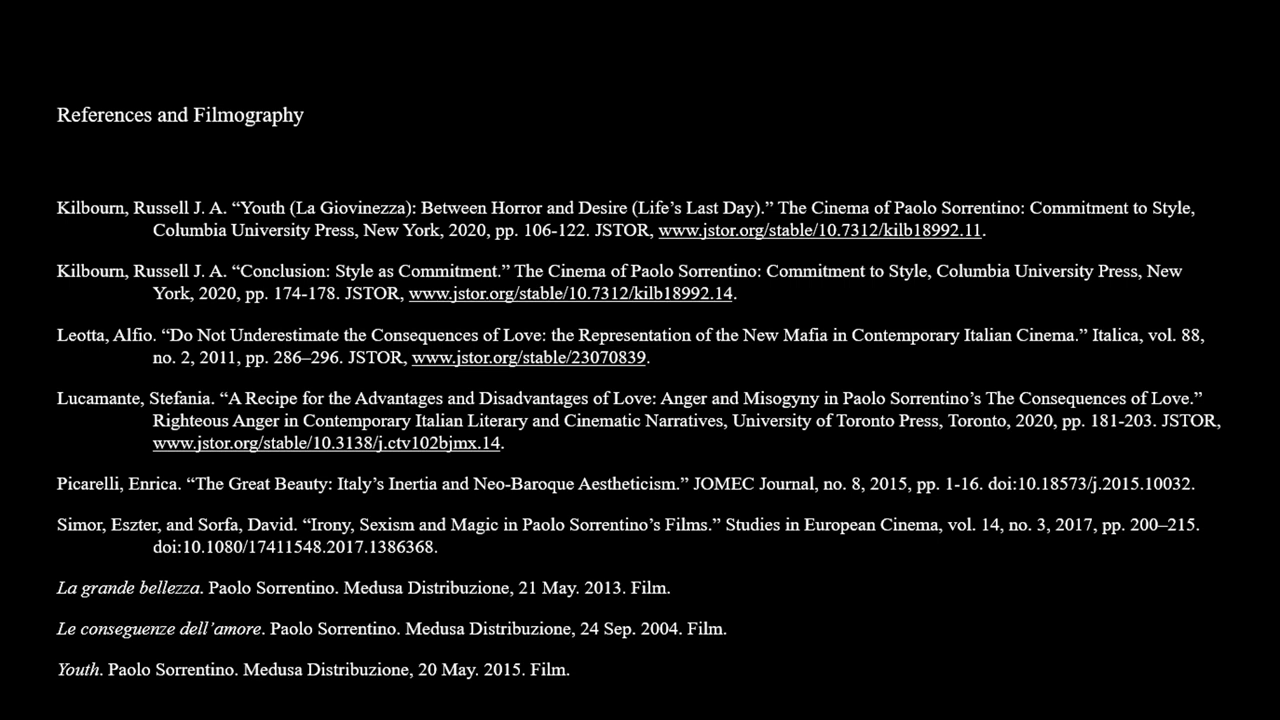 References and Filmography
Kilbourn, Russell J. A. “Youth (La Giovinezza): Between Horror and Desire (Life’s Last Day).” The Cinema of Paolo Sorrentino: Commitment to Style,
Columbia University Press, New York, 2020, pp. 106-122. JSTOR, www.jstor.org/stable/10.7312/kilb18992.11.
Kilbourn, Russell J. A. “Conclusion: Style as Commitment.” The Cinema of Paolo Sorrentino: Commitment to Style, Columbia University Press, New
York, 2020, pp. 174-178. JSTOR, www.jstor.org/stable/10.7312/kilb18992.14.
Leotta, Alfio. “Do Not Underestimate the Consequences of Love: the Representation of the New Mafia in Contemporary Italian Cinema.” Italica, vol. 88,
no. 2, 2011, pp. 286–296. JSTOR, www.jstor.org/stable/23070839.
Lucamante, Stefania. “A Recipe for the Advantages and Disadvantages of Love: Anger and Misogyny in Paolo Sorrentino’s The Consequences of Love.”
Righteous Anger in Contemporary Italian Literary and Cinematic Narratives, University of Toronto Press, Toronto, 2020, pp. 181-203. JSTOR,
www.jstor.org/stable/10.3138/j.ctv102bjmx.14.
Picarelli, Enrica. “The Great Beauty: Italy’s Inertia and Neo-Baroque Aestheticism.” JOMEC Journal, no. 8, 2015, pp. 1-16. doi:10.18573/j.2015.10032.
Simor, Eszter, and Sorfa, David. “Irony, Sexism and Magic in Paolo Sorrentino’s Films.” Studies in European Cinema, vol. 14, no. 3, 2017, pp. 200–215.
doi:10.1080/17411548.2017.1386368.
La grande bellezza. Paolo Sorrentino. Medusa Distribuzione, 21 May. 2013. Film.
Le conseguenze dell’amore. Paolo Sorrentino. Medusa Distribuzione, 24 Sep. 2004. Film.
Youth. Paolo Sorrentino. Medusa Distribuzione, 20 May. 2015. Film.